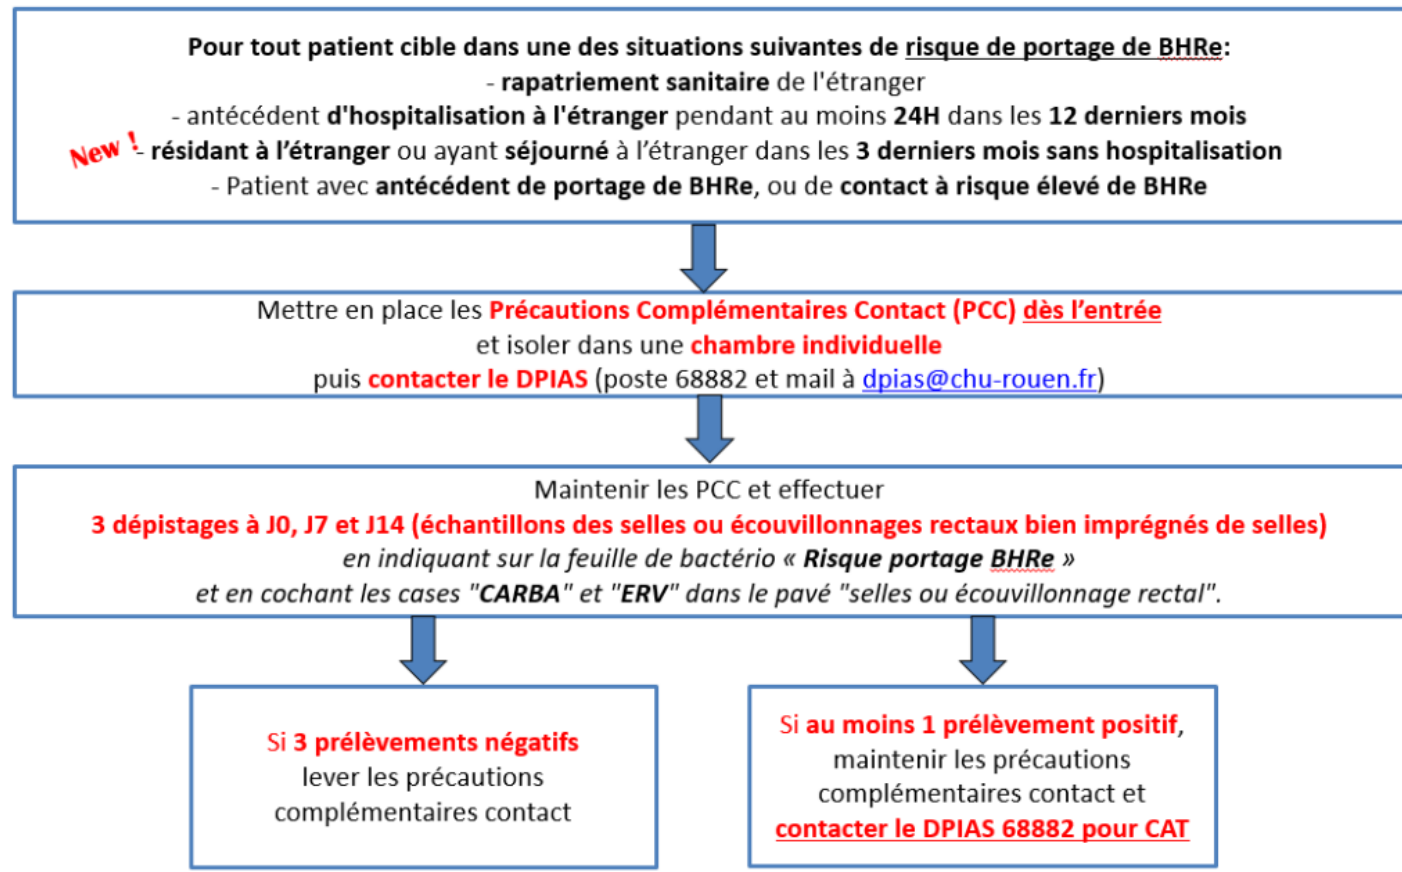 Pour tout patient cible dans une des situations suivantes de risque de portage de BHRe:
- rapatriement sanitaire de l'étranger
- antécédent d'hospitalisation à l'étranger pendant au moins 24H dans les 12 derniers mois
New ! - résidant à l’étranger ou ayant séjourné à l’étranger dans les 3 derniers mois sans hospitalisation
- Patient avec antécédent de portage de BHRe, ou de contact à risque élevé de BHRe
Mettre en place les Précautions Complémentaires Contact (PCC) dès l’entrée
et isoler dans une chambre individuelle
puis contacter le DPIAS (poste 68882 et mail à dpias@chu-rouen.fr)
Maintenir les PCC et effectuer
3 dépistages à J0, J7 et J14 (échantillons des selles ou écouvillonnages rectaux bien imprégnés de selles)
en indiquant sur la feuille de bactério « Risque portage BHRe »
et en cochant les cases "CARBA" et "ERV" dans le pavé "selles ou écouvillonnage rectal".
Si 3 prélèvements négatifs
lever les précautions
complémentaires contact
Si au moins 1 prélèvement positif,
maintenir les précautions
complémentaires contact et
contacter le DPIAS 68882 pour CAT